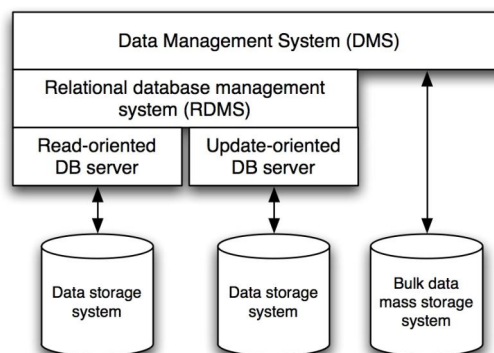 Data Management System (DMS)
Relational database management
system (RDMS)
Read-oriented
DB server
Update-oriented
DB server
Data storage
system
Data storage
system
Bulk data
mass storage
system